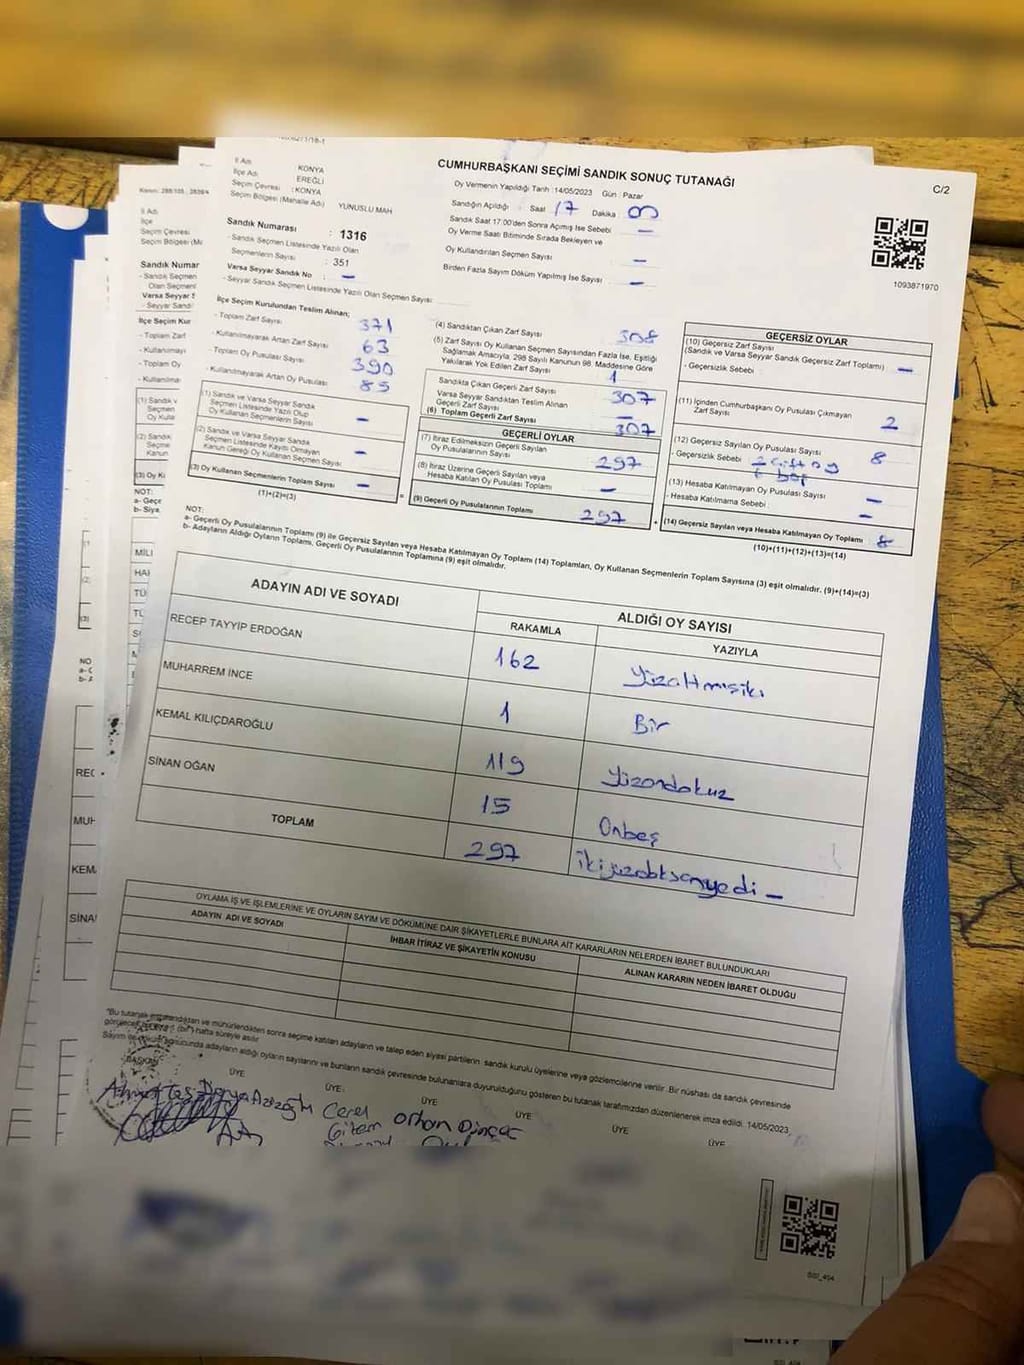 CUMHURBAŞKANI SEÇİMİ SANDIK SONUÇ TUTANAĞI
C/2
İl Adı KONYA
İlçe Adı EREĞLİ
Seçim Çevresi : KONYA
Seçim Bölgesi (Mahalle Adı) YUNUSLU MAH
Sandık Numarası : 1316
- Sandık Seçmen Listesinde Yazılı Olan
Seçmenlerin Sayısı : 351
Varsa Seyyar Sandık No : –
- Seyyar Sandık Seçmen Listesinde Yazılı Olan Seçmen Sayısı:
Oy Vermenin Yapıldığı Tarih :14/05/2023 Gün : Pazar
Sandığın Açıldığı : Saat 17 Dakika 00
Sandık Saat 17:00'den Sonra Açılmış İse Sebebi –
Oy Verme Saati Bitiminde Sırada Bekleyen ve
Oy Kullandırılan Seçmen Sayısı –
Birden Fazla Sayım Döküm Yapılmış İse Sayısı –
1093871970
İlçe Seçim Kurulundan Teslim Alınan;
- Toplam Zarf Sayısı 371
- Kullanılmayarak Artan Zarf Sayısı 63
- Toplam Oy Pusulası Sayısı 390
- Kullanılmayarak Artan Oy Pusulası 85
(1) Sandık ve Varsa Seyyar Sandık
Seçmen Listesinde Yazılı Olup
Oy Kullanan Seçmenlerin Sayısı –
(2) Sandık ve Varsa Seyyar Sandık
Seçmen Listesinde Kayıtlı Olmayan
Kanun Gereği Oy Kullanan Seçmen Sayısı –
(3) Oy Kullanan Seçmenlerin Toplam Sayısı –
(1)+(2)=(3)
(4) Sandıktan Çıkan Zarf Sayısı 308
(5) Zarf Sayısı Oy Kullanan Seçmen Sayısından Fazla İse, Eşitliği
Sağlamak Amacıyla, 298 Sayılı Kanunun 98. Maddesine Göre
Yakılarak Yok Edilen Zarf Sayısı 1
Sandıkta Çıkan Geçerli Zarf Sayısı 307
Varsa Seyyar Sandıktan Teslim Alınan
Geçerli Zarf Sayısı –
(6) Toplam Geçerli Zarf Sayısı 307
GEÇERLİ OYLAR
(7) İtiraz Edilmeksizin Geçerli Sayılan
Oy Pusulasının Sayısı 297
(8) İtiraz Üzerine Geçerli Sayılan veya
Hesaba Katılan Oy Pusulası Toplamı –
(9) Geçerli Oy Pusulalarının Toplamı 297
GEÇERSİZ OYLAR
(10) Geçersiz Zarf Sayısı
(Sandık ve Varsa Seyyar Sandık Geçersiz Zarf Toplamı) –
- Geçersizlik Sebebi
(11) İçinden Cumhurbaşkanı Oy Pusulası Çıkmayan
Zarf Sayısı 2
(12) Geçersiz Sayılan Oy Pusulası Sayısı 8
- Geçersizlik Sebebi 2 çift oy
6 boş
(13) Hesaba Katılmayan Oy Pusulası Sayısı –
- Hesaba Katılmama Sebebi : –
(14) Geçersiz Sayılan veya Hesaba Katılmayan Oy Toplamı : 8
(10)+(11)+(12)+(13)=(14)
NOT:
a- Geçerli Oy Pusulalarının Toplamı (9) ile Geçersiz Sayılan veya Hesaba Katılmayan Oy Toplamı (14) Toplamları, Oy Kullanan Seçmenlerin Toplam Sayısına (3) eşit olmalıdır. (9)+(14)=(3)
b- Adayların Aldığı Oyların Toplamı, Geçerli Oy Pusulalarının Toplamına (9) eşit olmalıdır.
ADAYIN ADI VE SOYADI
ALDIĞI OY SAYISI
RAKAMLA YAZIYLA
RECEP TAYYİP ERDOĞAN 162 Yüzaltmışiki
MUHARREM İNCE 1 Bir
KEMAL KILIÇDAROĞLU 119 Yüzondokuz
SİNAN OĞAN 15 Onbeş
TOPLAM 297 ikiyüzdoksanyedi –
OYLAMA İŞ VE İŞLEMLERİNE VE OYLARIN SAYIM VE DÖKÜMÜNE DAİR ŞİKAYETLERLE BUNLARA AİT KARARLARIN NELERDEN İBARET BULUNDUKLARI
ADAYIN ADI VE SOYADI İHBAR İTİRAZ VE ŞİKAYETİN KONUSU ALINAN KARARIN NEDEN İBARET OLDUĞU
sonra seçime katılan adayların ve talep eden siyasi partilerin sandık kurulu üyelerine veya gözlemcilerine verilir. Bir nüshası da sandık çevresinde
(bir) hafta süreyle asılır.
sonucunda adayların aldığı oyların sayılarını ve bunların sandık çevresinde bulunanlara duyurulduğunu gösteren bu tutanak tarafımızdan düzenlenerek imza edildi. 14/05/2023
BAŞKAN ÜYE ÜYE ÜYE ÜYE ÜYE ÜYE
Ceren Orhan Dinçer